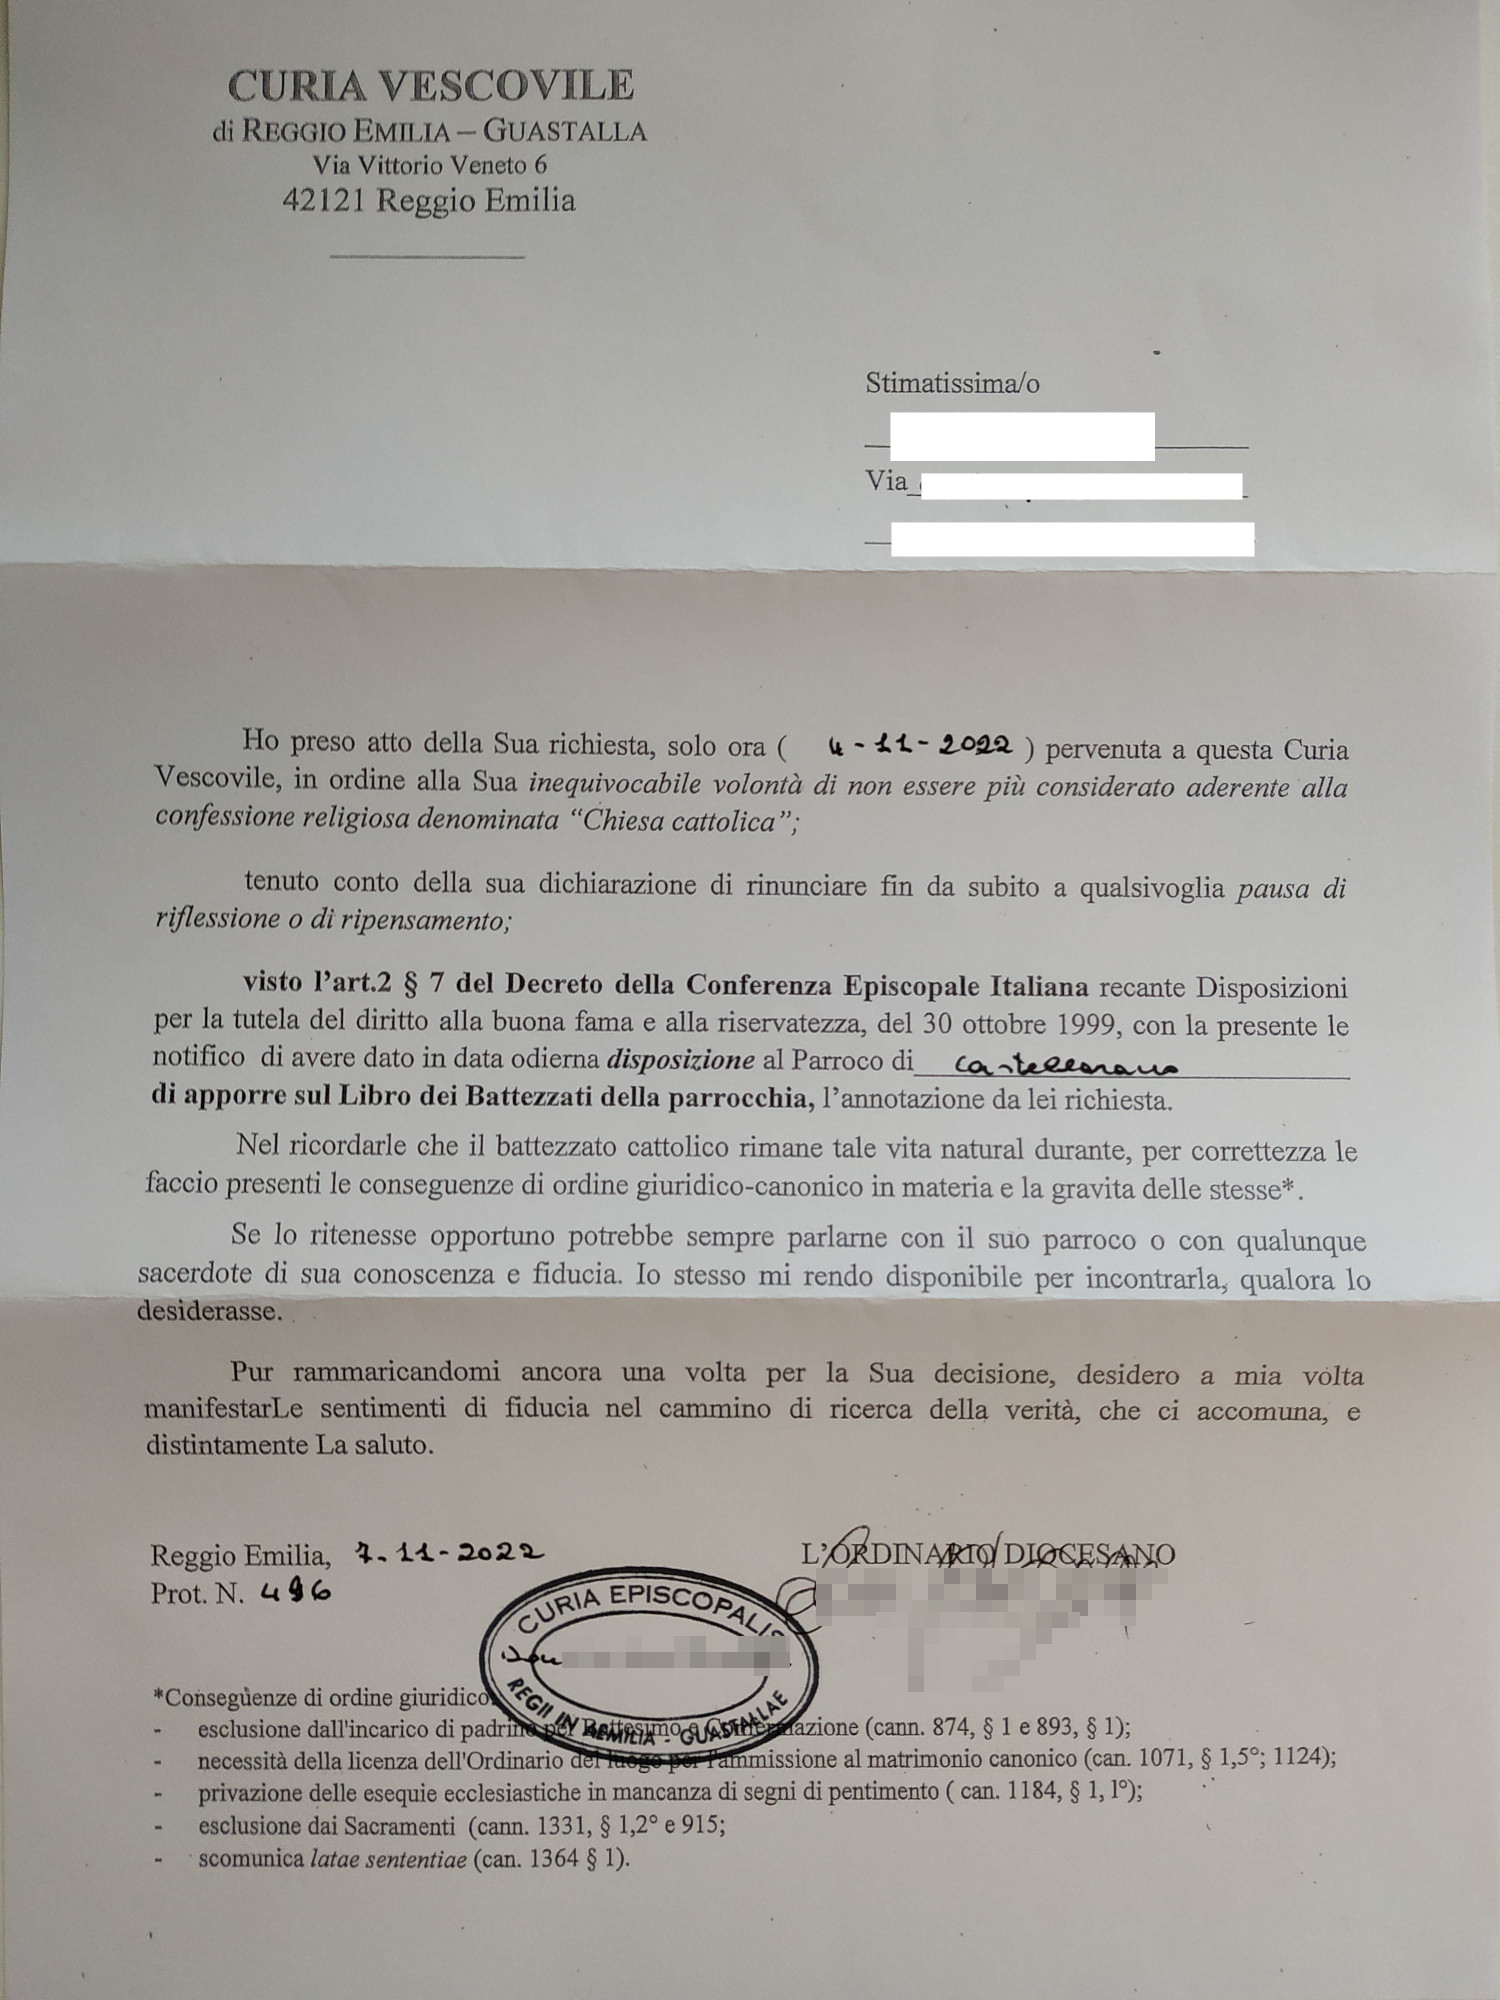 CURIA VESCOVILE
di REGGIO EMILIA – GUASTALLA
Via Vittorio Veneto 6
42121 Reggio Emilia
Stimatissima/o
Via
Ho preso atto della Sua richiesta, solo ora ( 4-11-2022 ) pervenuta a questa Curia
Vescovile, in ordine alla Sua inequivocabile volontà di non essere più considerato aderente alla
confessione religiosa denominata “Chiesa cattolica”;
tenuto conto della sua dichiarazione di rinunciare fin da subito a qualsivoglia pausa di
riflessione o di ripensamento;
visto l’art.2 § 7 del Decreto della Conferenza Episcopale Italiana recante Disposizioni
per la tutela del diritto alla buona fama e alla riservatezza, del 30 ottobre 1999, con la presente le
notifico di avere dato in data odierna disposizione al Parroco di Castellarano
di apporre sul Libro dei Battezzati della parrocchia, l’annotazione da lei richiesta.
Nel ricordarle che il battezzato cattolico rimane tale vita natural durante, per correttezza le
faccio presenti le conseguenze di ordine giuridico-canonico in materia e la gravita delle stesse*.
Se lo ritenesse opportuno potrebbe sempre parlarne con il suo parroco o con qualunque
sacerdote di sua conoscenza e fiducia. Io stesso mi rendo disponibile per incontrarla, qualora lo
desiderasse.
Pur rammaricandomi ancora una volta per la Sua decisione, desidero a mia volta
manifestarLe sentimenti di fiducia nel cammino di ricerca della verità, che ci accomuna, e
distintamente La saluto.
Reggio Emilia, 7-11-2022
L’ORDINARIO DIOCESANO
Prot. N. 496
CURIA EPISCOPALIS
Don
REGII IN AEMILIA - GUASTALLAE
*Conseguenze di ordine giuridico
- esclusione dall'incarico di padrino per Battesimo e Confermazione (cann. 874, § 1 e 893, § 1);
- necessità della licenza dell'Ordinario del luogo per l'ammissione al matrimonio canonico (can. 1071, § 1,5°; 1124);
- privazione delle esequie ecclesiastiche in mancanza di segni di pentimento ( can. 1184, § 1, l°);
- esclusione dai Sacramenti (cann. 1331, § 1,2° e 915;
- scomunica latae sententiae (can. 1364 § 1).